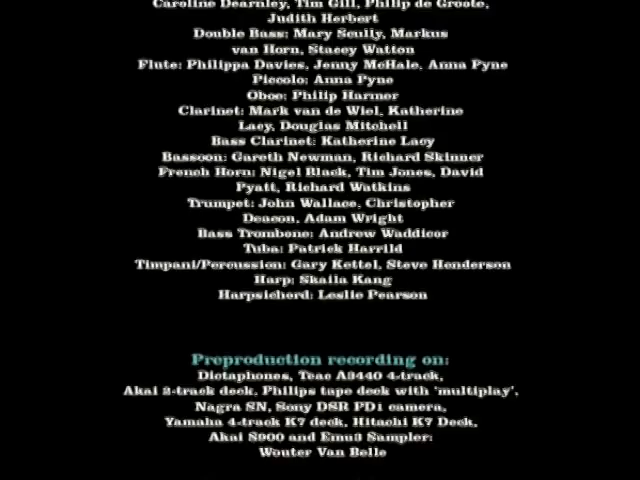 Caroline Dearnley, Tim Gill, Philip de Groote,
Judith Herbert
Double Bass: Mary Scully, Markus
van Horn, Stacey Watton
Flute: Philippa Davies, Jenny McHale, Anna Pyne
Piccolo: Anna Pyne
Oboe: Philip Harmer
Clarinet: Mark van de Wiel, Katherine
Lacy, Douglas Mitchell
Bass Clarinet: Katherine Lacy
Bassoon: Gareth Newman, Richard Skinner
French Horn: Nigel Black, Tim Jones, David
Pyatt, Richard Watkins
Trumpet: John Wallace, Christopher
Deacon, Adam Wright
Bass Trombone: Andrew Waddicor
Tuba: Patrick Harrild
Timpani/Percussion: Gary Kettel, Steve Henderson
Harp: Skaila Kang
Harpsichord: Leslie Pearson
Preproduction recording on:
Dictaphones, Teac A3440 4-track,
Akai 2-track deck, Philips tape deck with 'multiplay',
Nagra SN, Sony DSR PD1 camera,
Yamaha 4-track K7 deck, Hitachi K7 Deck,
Akai S900 and Emu3 Sampler:
Wouter Van Belle